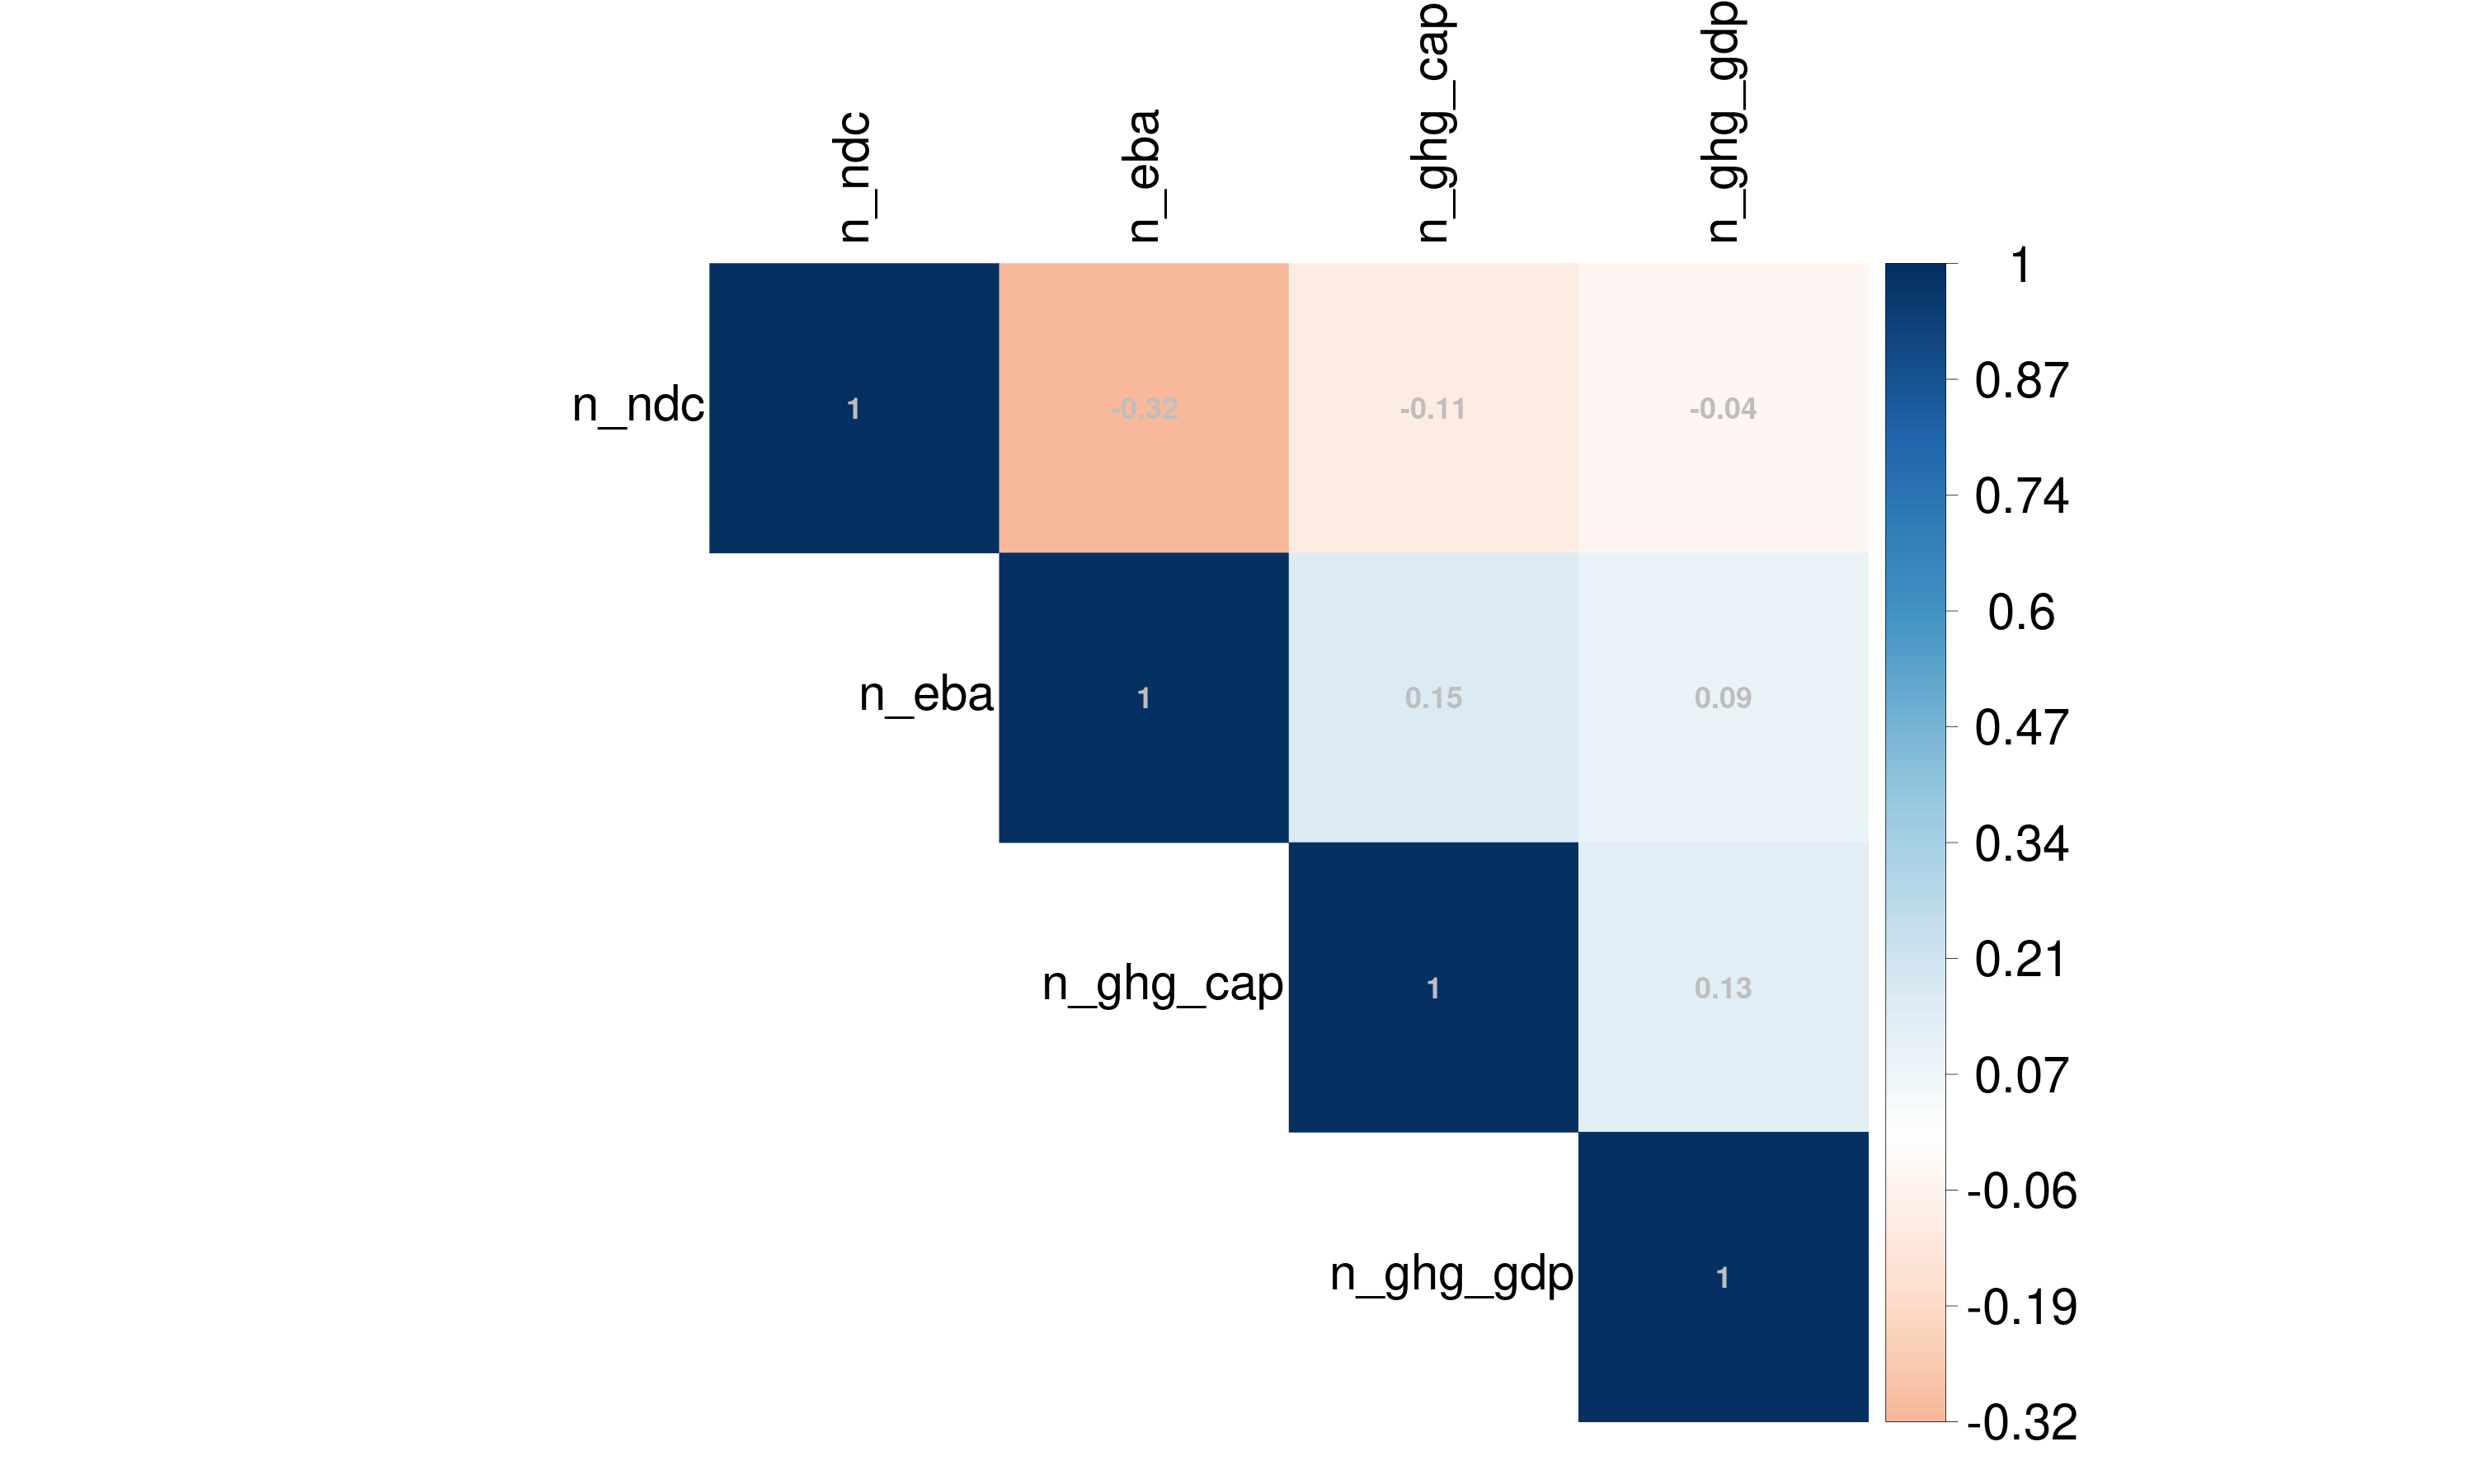 n_ndc
n_eba
n_ghg_cap
n_ghg_gdp
1
n_ndc 1 -0.32 -0.11 -0.04
0.87
0.74
0.6
n_eba 1 0.15 0.09
0.47
0.34
0.21
n_ghg_cap 1 0.13
0.07
-0.06
n_ghg_gdp 1
-0.19
-0.32